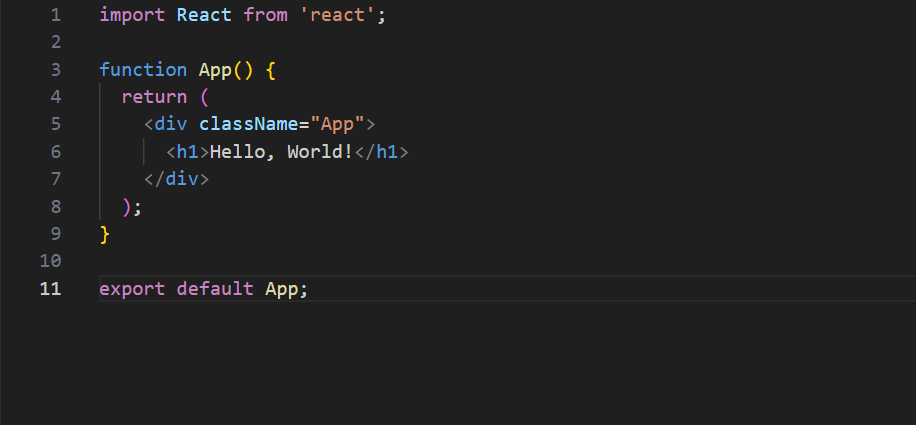 1 import React from 'react';
2
3 function App() {
4   return (
5     <div className="App">
6       <h1>Hello, World!</h1>
7     </div>
8   );
9 }
10
11 export default App;